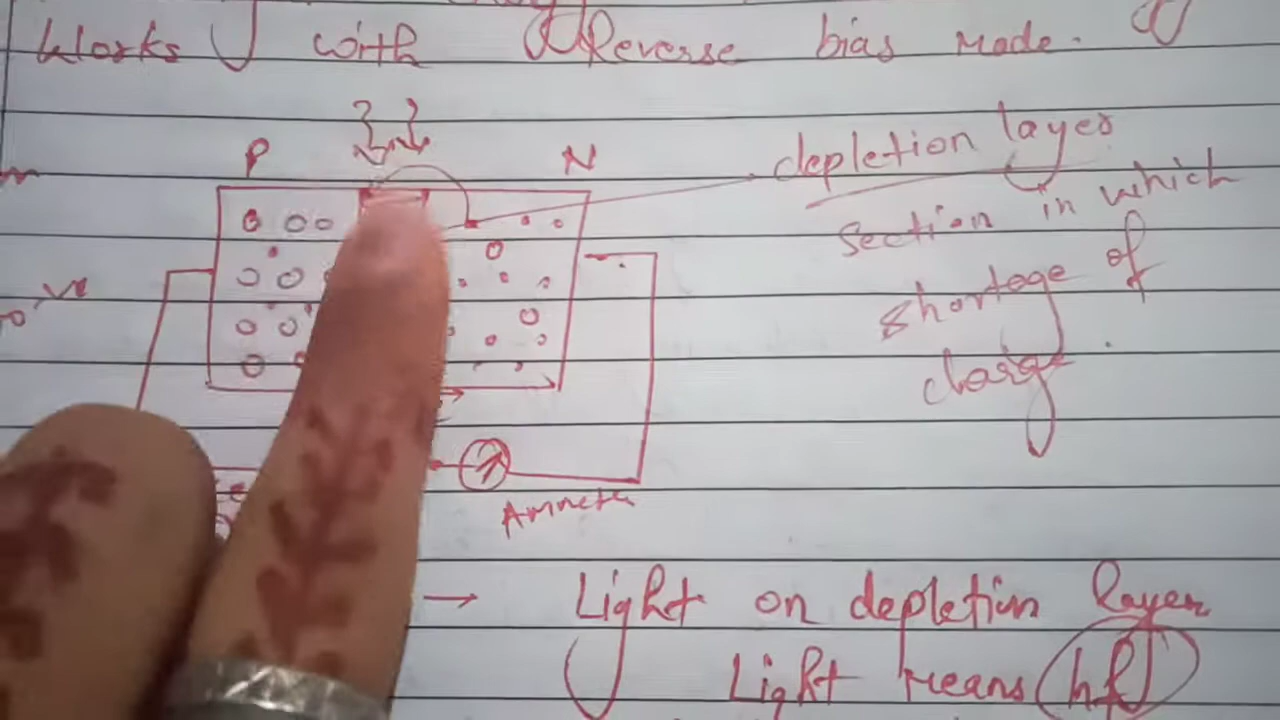 Works with Reverse bias mode.
P N
depletion layer
section in which
shortage of
charge
Ammeter
→ Light on depletion layer
Light means hf